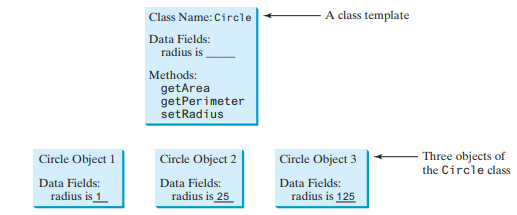 Class Name: Circle
A class template
Data Fields:
radius is ____
Methods:
getArea
getPerimeter
setRadius
Circle Object 1
Data Fields:
radius is 1
Circle Object 2
Data Fields:
radius is 25
Circle Object 3
Data Fields:
radius is 125
Three objects of
the Circle class